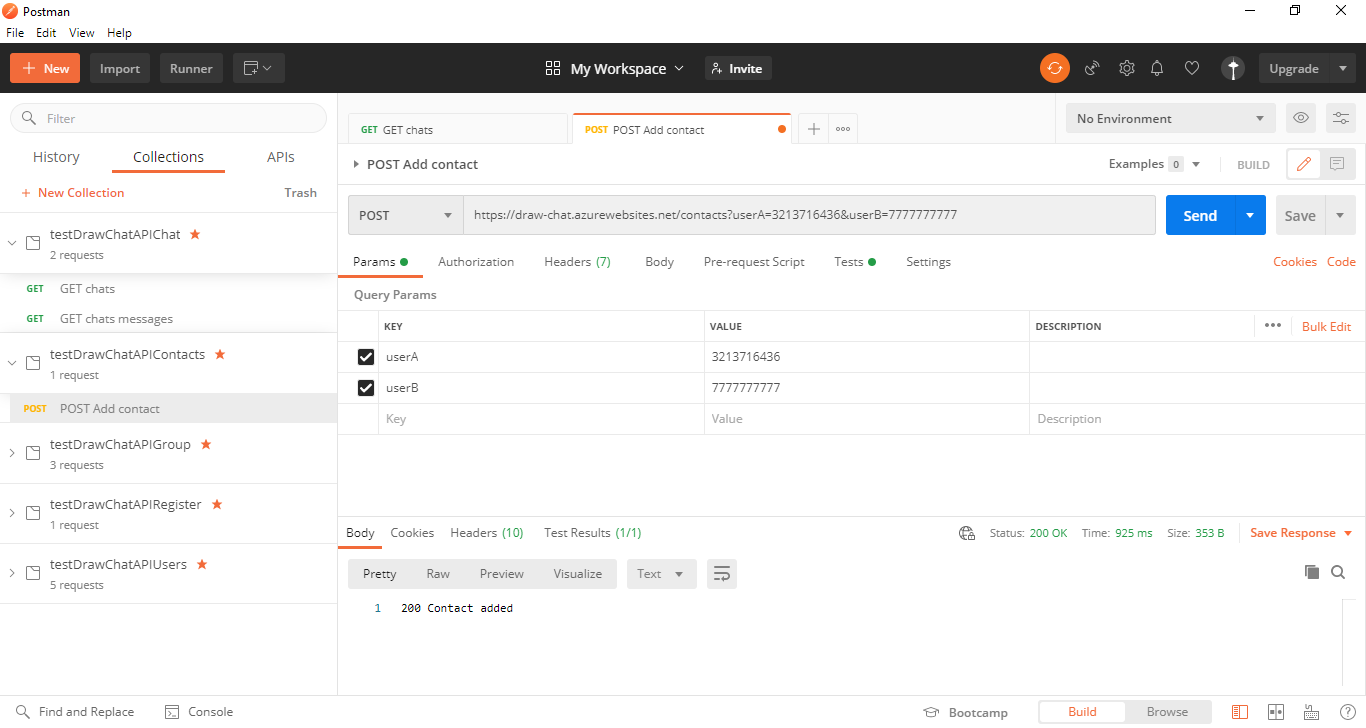 Postman
File Edit View Help
New Import Runner My Workspace Invite Upgrade
Filter
History Collections APIs
+ New Collection Trash
testDrawChatAPIChat
2 requests
GET GET chats
GET GET chats messages
testDrawChatAPIContacts
1 request
POST POST Add contact
testDrawChatAPIGroup
3 requests
testDrawChatAPIRegister
1 request
testDrawChatAPIUsers
5 requests
GET GET chats POST POST Add contact No Environment
POST Add contact Examples 0 BUILD
POST https://draw-chat.azurewebsites.net/contacts?userA=3213716436&userB=7777777777 Send Save
Params Authorization Headers (7) Body Pre-request Script Tests Settings Cookies Code
Query Params
KEY VALUE DESCRIPTION Bulk Edit
userA 3213716436
userB 7777777777
Key Value Description
Body Cookies Headers (10) Test Results (1/1) Status: 200 OK Time: 925 ms Size: 353 B Save Response
Pretty Raw Preview Visualize Text
1 200 Contact added
Find and Replace Console Bootcamp Build Browse